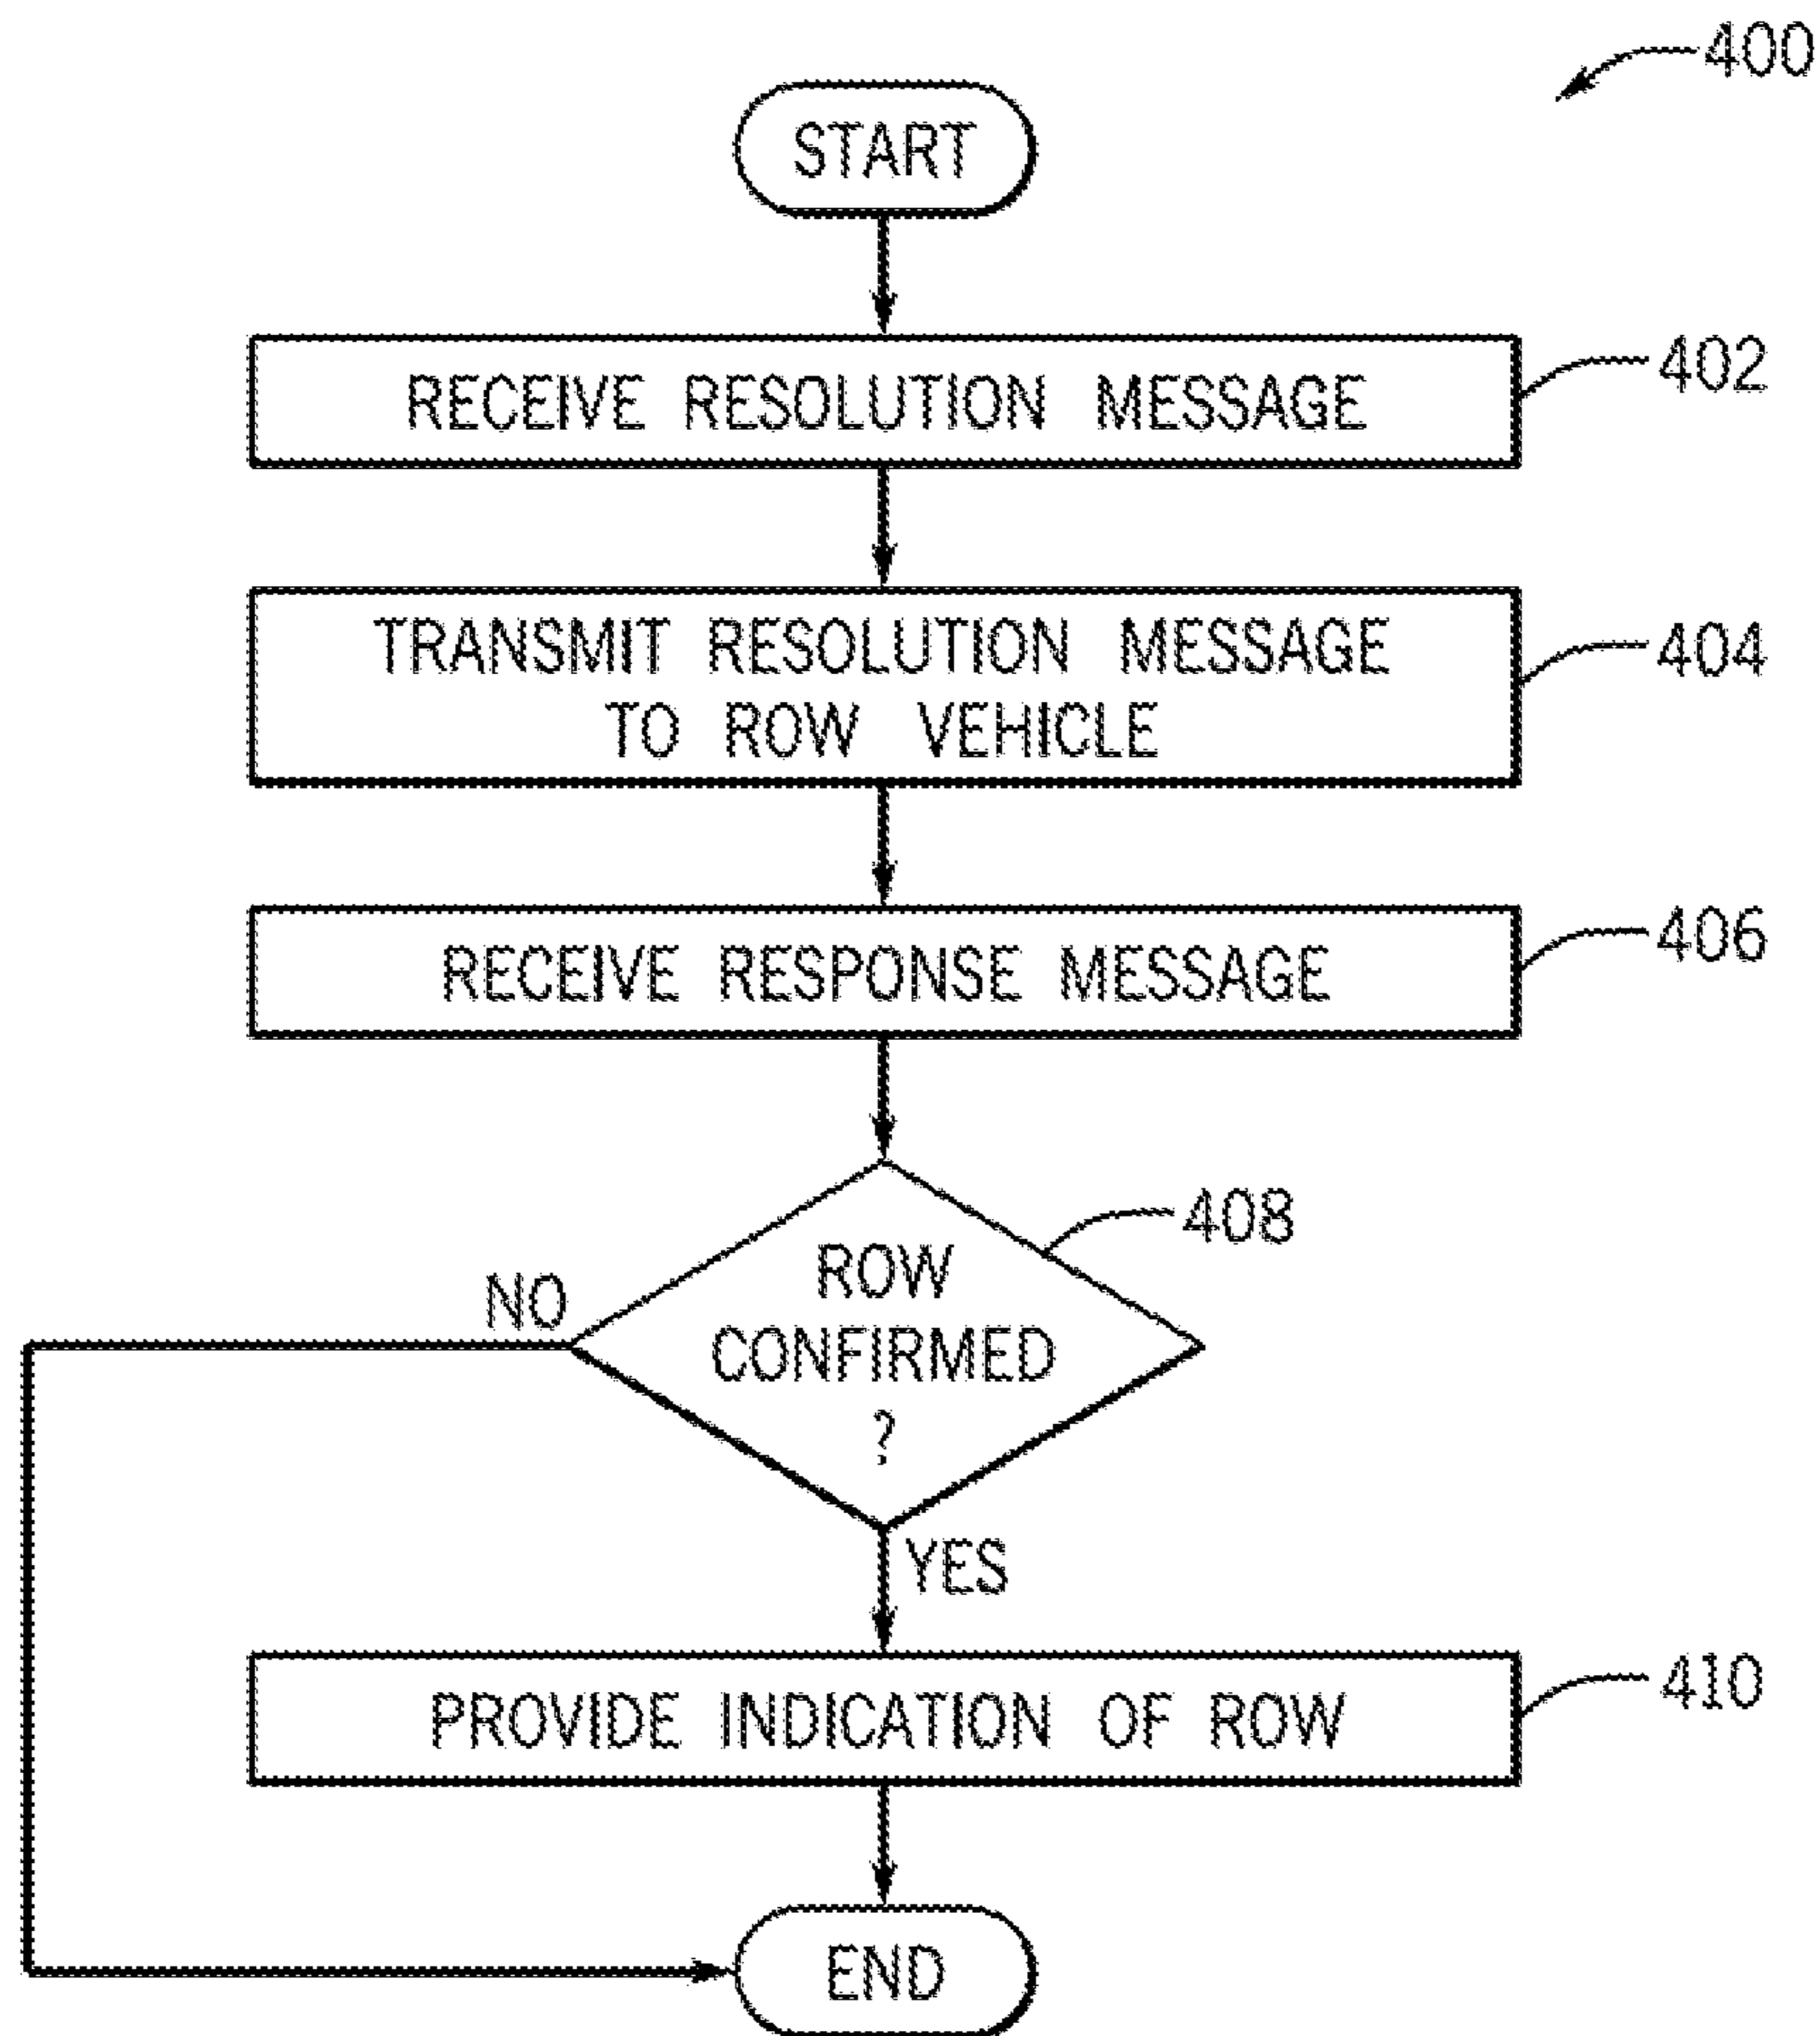 400
START
RECEIVE RESOLUTION MESSAGE
402
TRANSMIT RESOLUTION MESSAGE
TO ROW VEHICLE
404
RECEIVE RESPONSE MESSAGE
406
408
NO
ROW
CONFIRMED
?
YES
PROVIDE INDICATION OF ROW
410
END